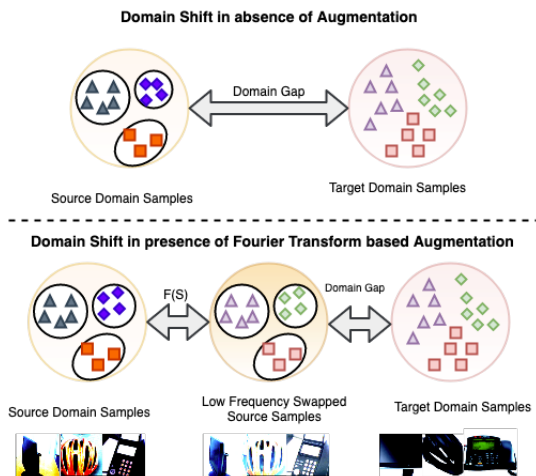 Domain Shift in absence of Augmentation
Domain Gap
Source Domain Samples
Target Domain Samples
Domain Shift in presence of Fourier Transform based Augmentation
F(S)
Domain Gap
Source Domain Samples
Low Frequency Swapped
Source Samples
Target Domain Samples